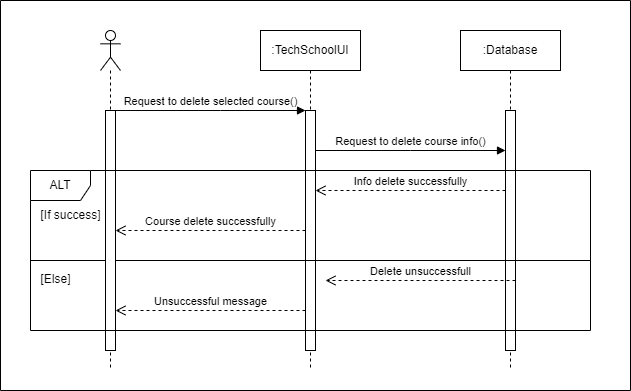 :TechSchoolUI
:Database
Request to delete selected course()
Request to delete course info()
ALT
Info delete successfully
[If success]
Course delete successfully
[Else]
Delete unsuccessfull
Unsuccessful message